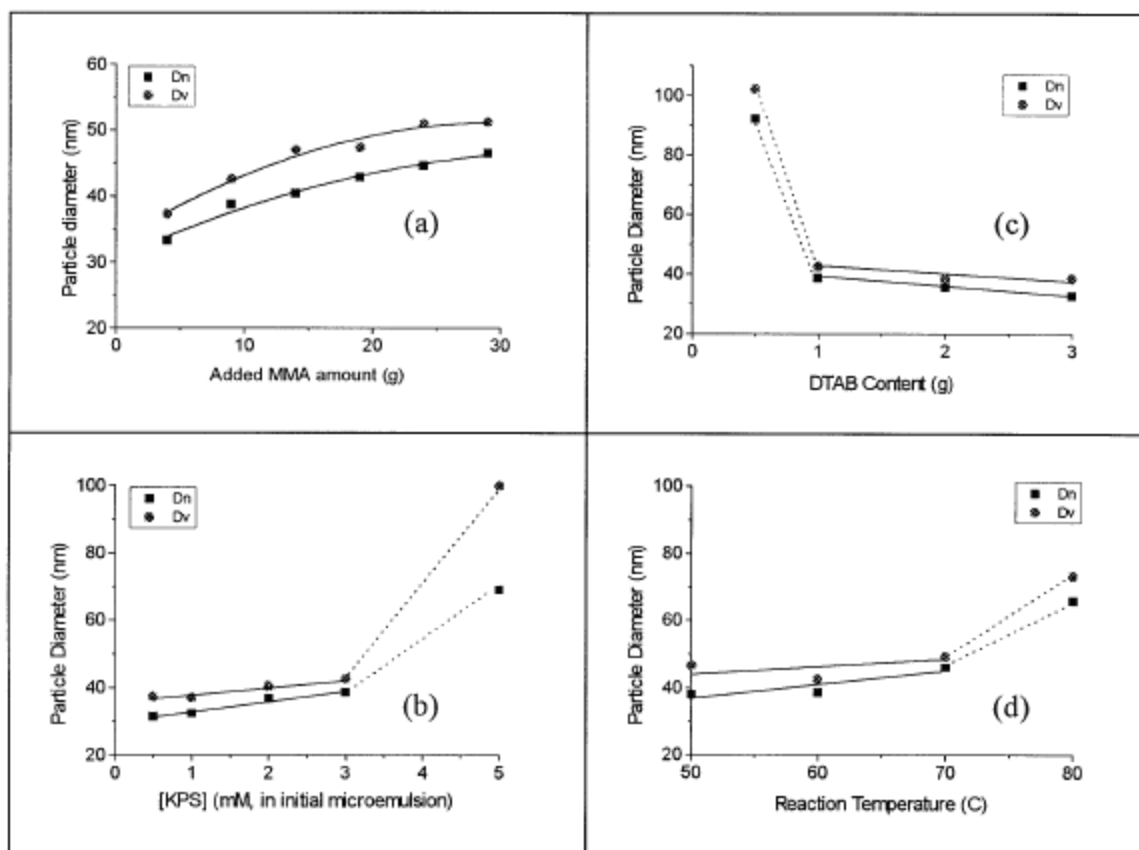 60
50
40
30
20
0 10 20 30
Particle diameter (nm)
Added MMA amount (g)
Dn
Dv
(a)
100
80
60
40
20
0 1 2 3
Particle Diameter (nm)
DTAB Content (g)
Dn
Dv
(c)
100
80
60
40
20
0 1 2 3 4 5
Particle Diameter (nm)
[KPS] (mM, in initial microemulsion)
Dn
Dv
(b)
100
80
60
40
20
50 60 70 80
Particle Diameter (nm)
Reaction Temperature (C)
Dn
Dv
(d)